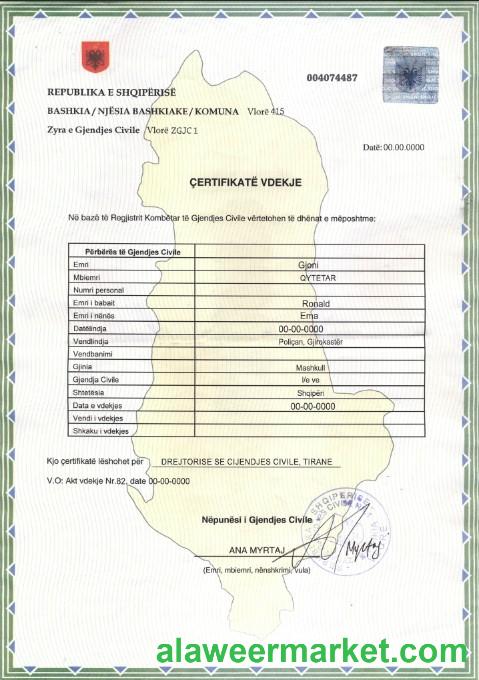 004074487
REPUBLIKA E SHQIPËRISË
BASHKIA / NJËSIA BASHKIAKE / KOMUNA Vlorë 415
Zyra e Gjendjes Civile Vlorë ZGJC 1
Datë: 00.00.0000
ÇERTIFIKATË VDEKJE
Në bazë të Regjistrit Kombëtar të Gjendjes Civile vërtetohen të dhënat e mëposhtme:
Përbërës të Gjendjes Civile
Emri Gjoni
Mbiemri QYTETAR
Numri personal
Emri i babait Ronald
Emri i nënës Ema
Datëlindja 00-00-0000
Vendlindja Poliçan, Gjirokastër
Vendbanimi
Gjinia Mashkull
Gjendja Civile I/e ve
Shtetësia Shqipëri
Data e vdekjes 00-00-0000
Vendi i vdekjes
Shkaku i vdekjes
Kjo çertifikatë lëshohet për DREJTORISE SE CIJENDJES CIVILE, TIRANE
V.O: Akt vdekje Nr.82, date 00-00-0000
Nëpunësi i Gjendjes Civile
ANA MYRTAJ
Myrtaj
(Emri, mbiemri, nënshkrimi, vula)
alaweermarket.com